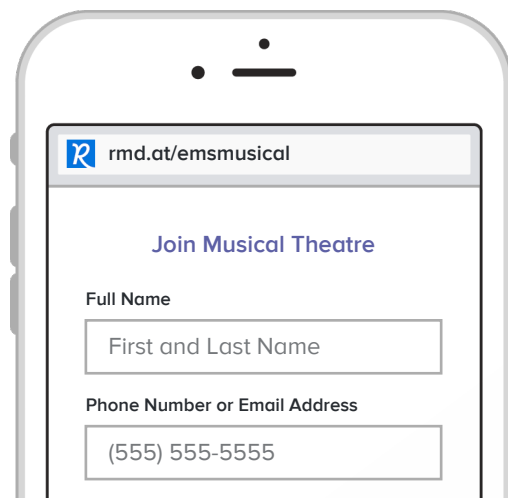 rmd.at/emsmusical
Join Musical Theatre
Full Name
First and Last Name
Phone Number or Email Address
(555) 555-5555